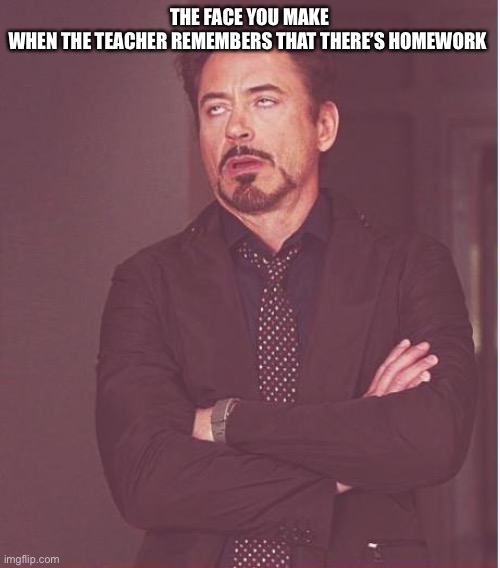 THE FACE YOU MAKE
WHEN THE TEACHER REMEMBERS THAT THERE'S HOMEWORK
imgflip.com